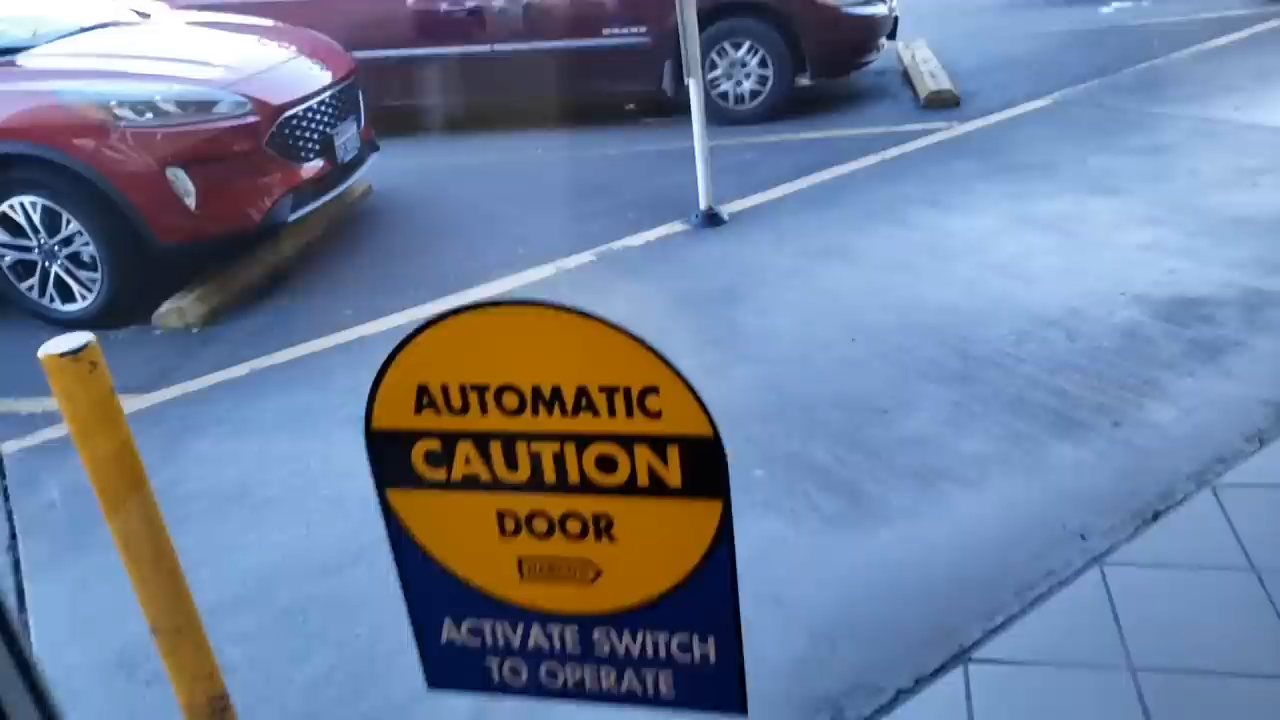 AUTOMATIC
CAUTION
DOOR
ACTIVATE SWITCH
TO OPERATE